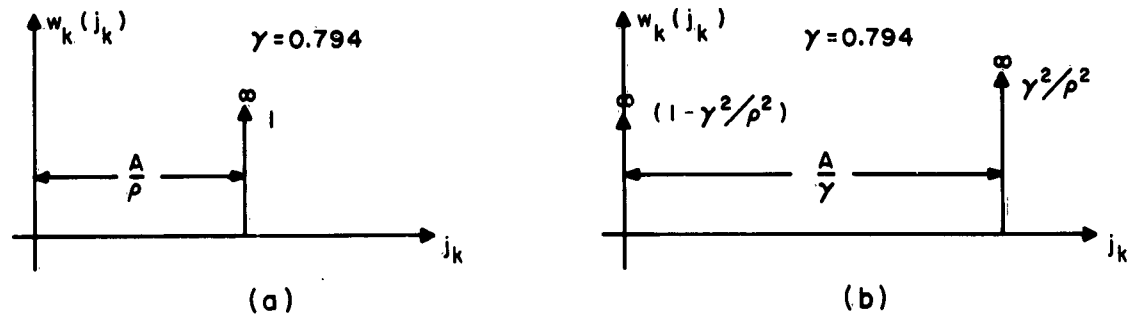 w_k (j_k)
γ = 0.794
∞
1
A/ρ
j_k
(a)
w_k (j_k)
γ = 0.794
∞
γ²/ρ²
∞
(1 - γ²/ρ²)
A/γ
j_k
(b)